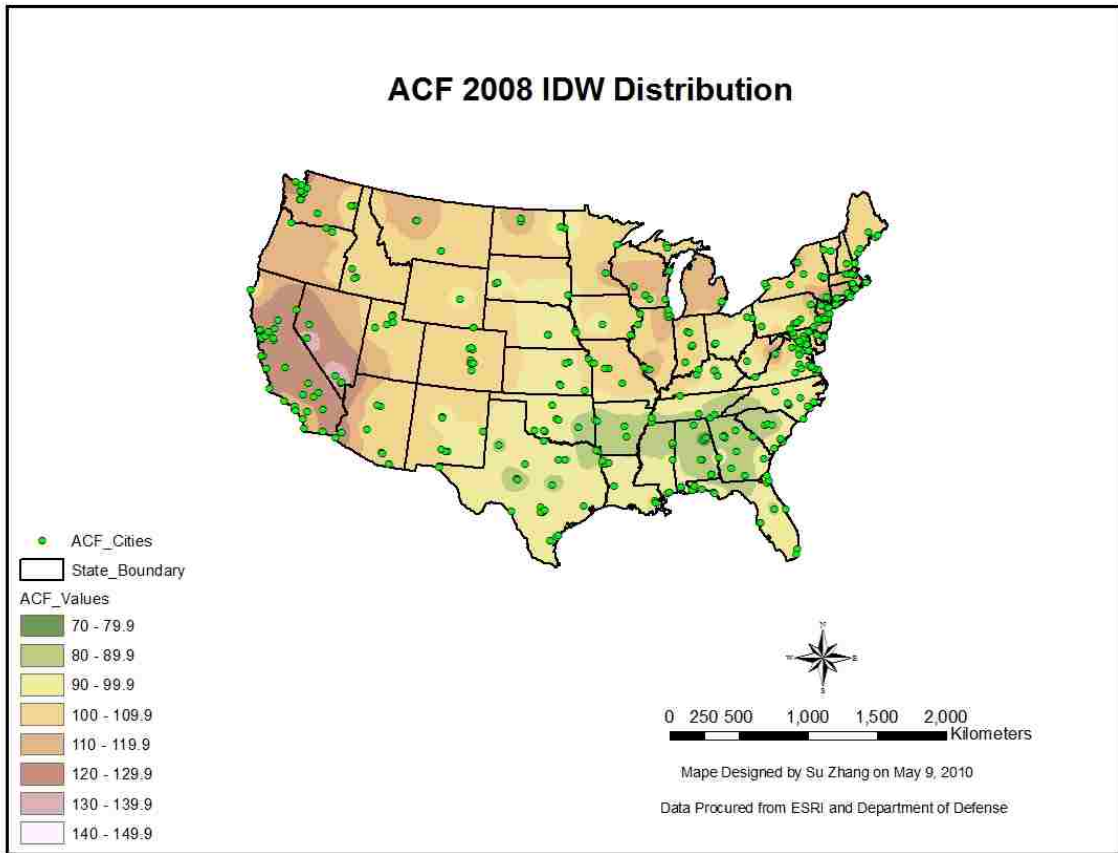 ACF 2008 IDW Distribution
ACF_Cities
State_Boundary
ACF_Values
70 - 79.9
80 - 89.9
90 - 99.9
100 - 109.9
110 - 119.9
120 - 129.9
130 - 139.9
140 - 149.9
N
W E
S
0 250 500 1,000 1,500 2,000
Kilometers
Mape Designed by Su Zhang on May 9, 2010
Data Procured from ESRI and Department of Defense